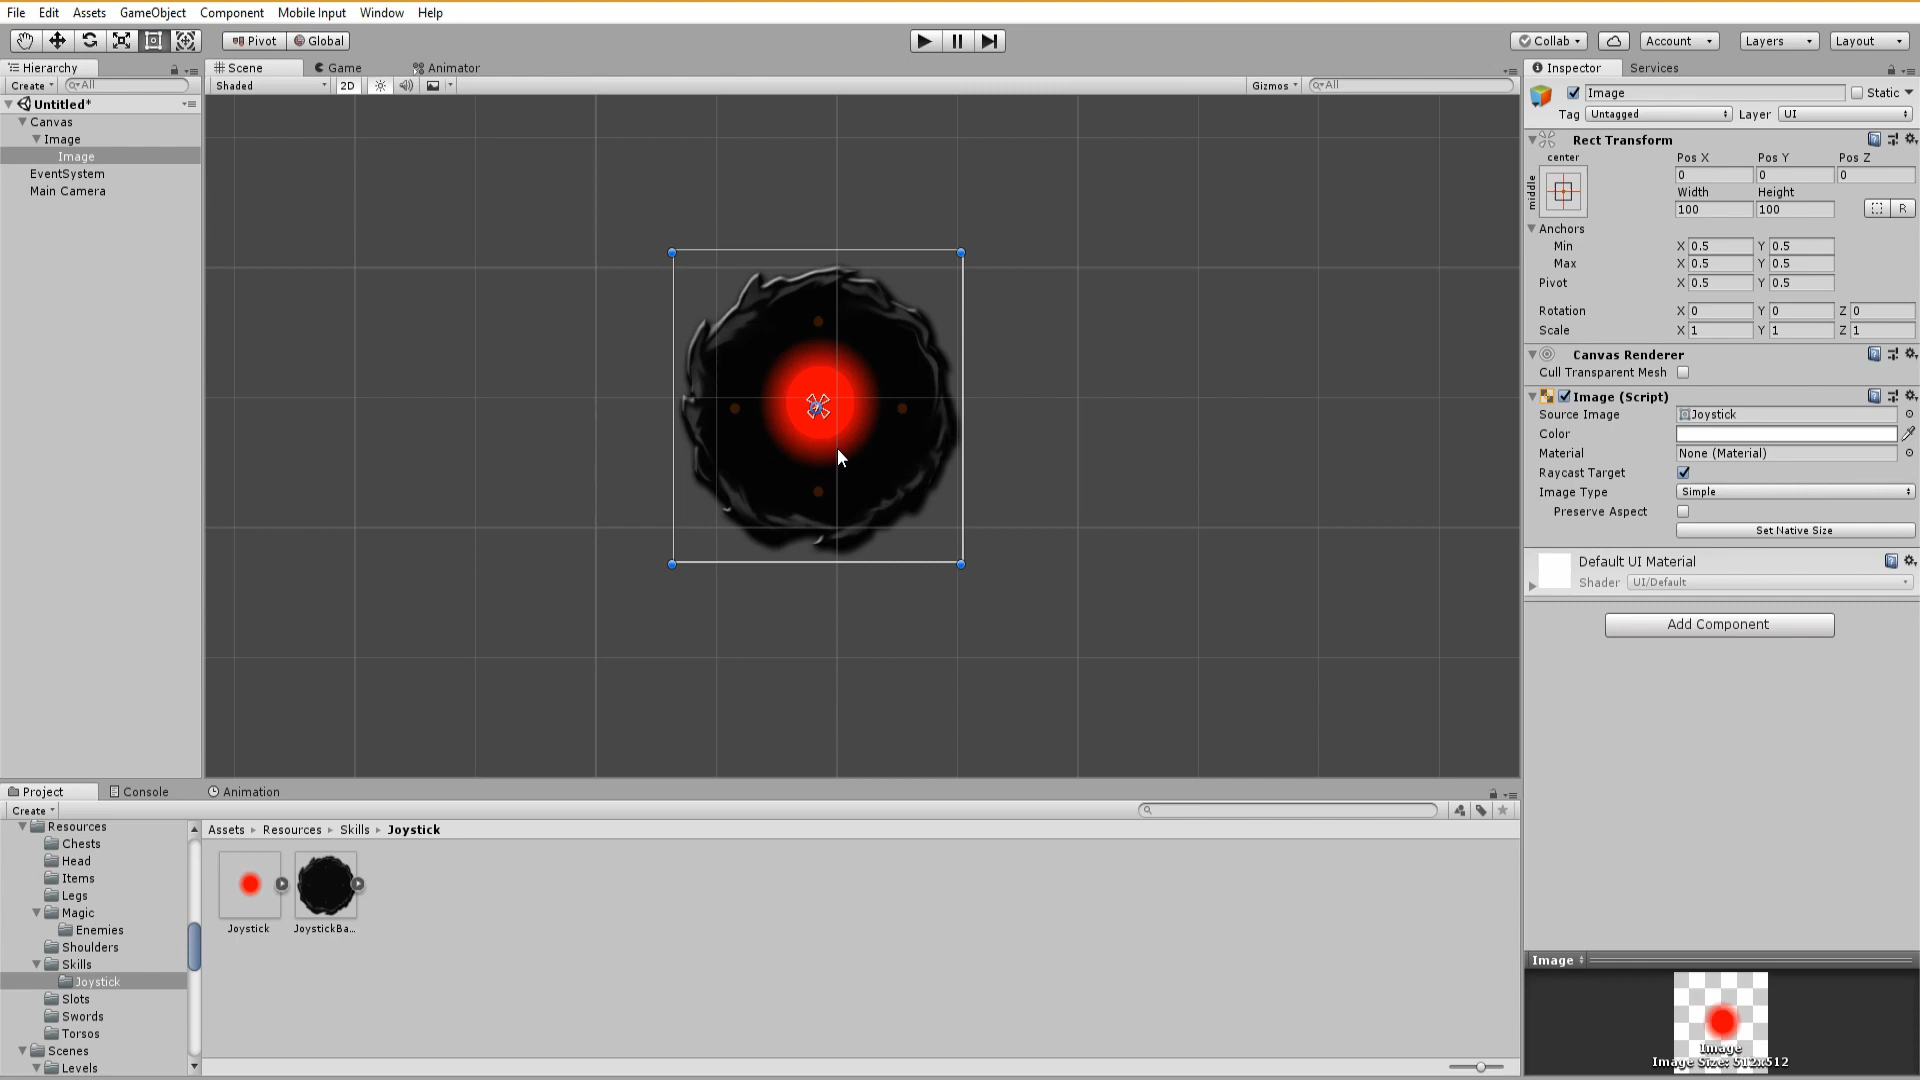 File Edit Assets GameObject Component Mobile Input Window Help
Pivot Global Collab Account Layers Layout
Hierarchy
Create All
Untitled*
Canvas
Image
Image
EventSystem
Main Camera
Scene Game Animator
Shaded 2D Gizmos All
Inspector Services
Image Static
Tag Untagged Layer UI
Rect Transform
center
middle
Pos X Pos Y Pos Z
0 0 0
Width Height
100 100 R
Anchors
Min X 0.5 Y 0.5
Max X 0.5 Y 0.5
Pivot X 0.5 Y 0.5
Rotation X 0 Y 0 Z 0
Scale X 1 Y 1 Z 1
Canvas Renderer
Cull Transparent Mesh
Image (Script)
Source Image Joystick
Color
Material None (Material)
Raycast Target
Image Type Simple
Preserve Aspect
Set Native Size
Default UI Material
Shader UI/Default
Add Component
Project Console Animation
Create
Resources
Chests
Head
Items
Legs
Magic
Enemies
Shoulders
Skills
Joystick
Slots
Swords
Torsos
Scenes
Levels
Assets Resources Skills Joystick
Joystick JoystickBa...
Image
Image
Image Size: 512x512